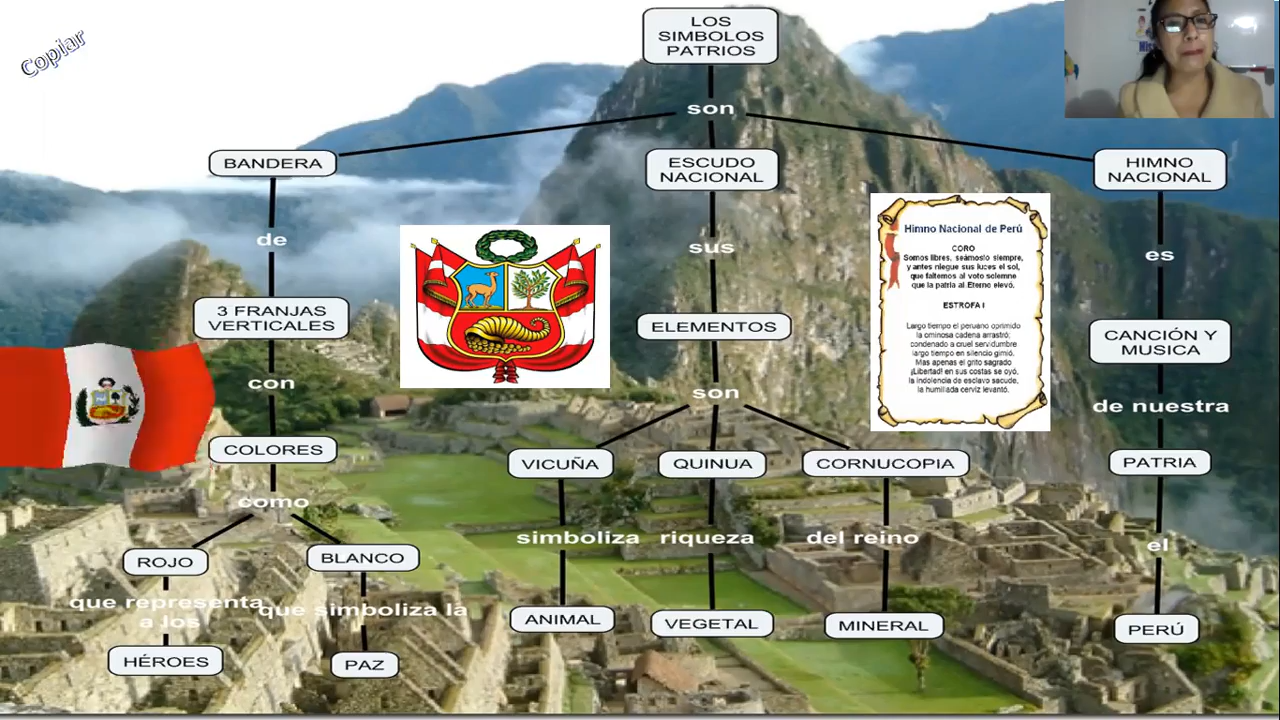 Copiar
LOS
SIMBOLOS
PATRIOS
son
BANDERA
de
3 FRANJAS
VERTICALES
con
COLORES
como
ROJO
que representa
a los
HÉROES
BLANCO
que simboliza la
PAZ
ESCUDO
NACIONAL
sus
ELEMENTOS
son
VICUÑA
simboliza
ANIMAL
QUINUA
riqueza
VEGETAL
CORNUCOPIA
del reino
MINERAL
Himno Nacional de Perú
CORO
Somos libres, seámoslo siempre,
y antes niegue sus luces el sol,
que faltemos al voto solemne
que la patria al Eterno elevó.
ESTROFA I
Largo tiempo el peruano oprimido
la ominosa cadena arrastró;
condenado a cruel servidumbre
largo tiempo en silencio gimió.
Mas apenas el grito sagrado
¡Libertad! en sus costas se oyó,
la indolencia de esclavo sacude,
la humillada cerviz levantó.
HIMNO
NACIONAL
es
CANCIÓN Y
MUSICA
de nuestra
PATRIA
el
PERÚ